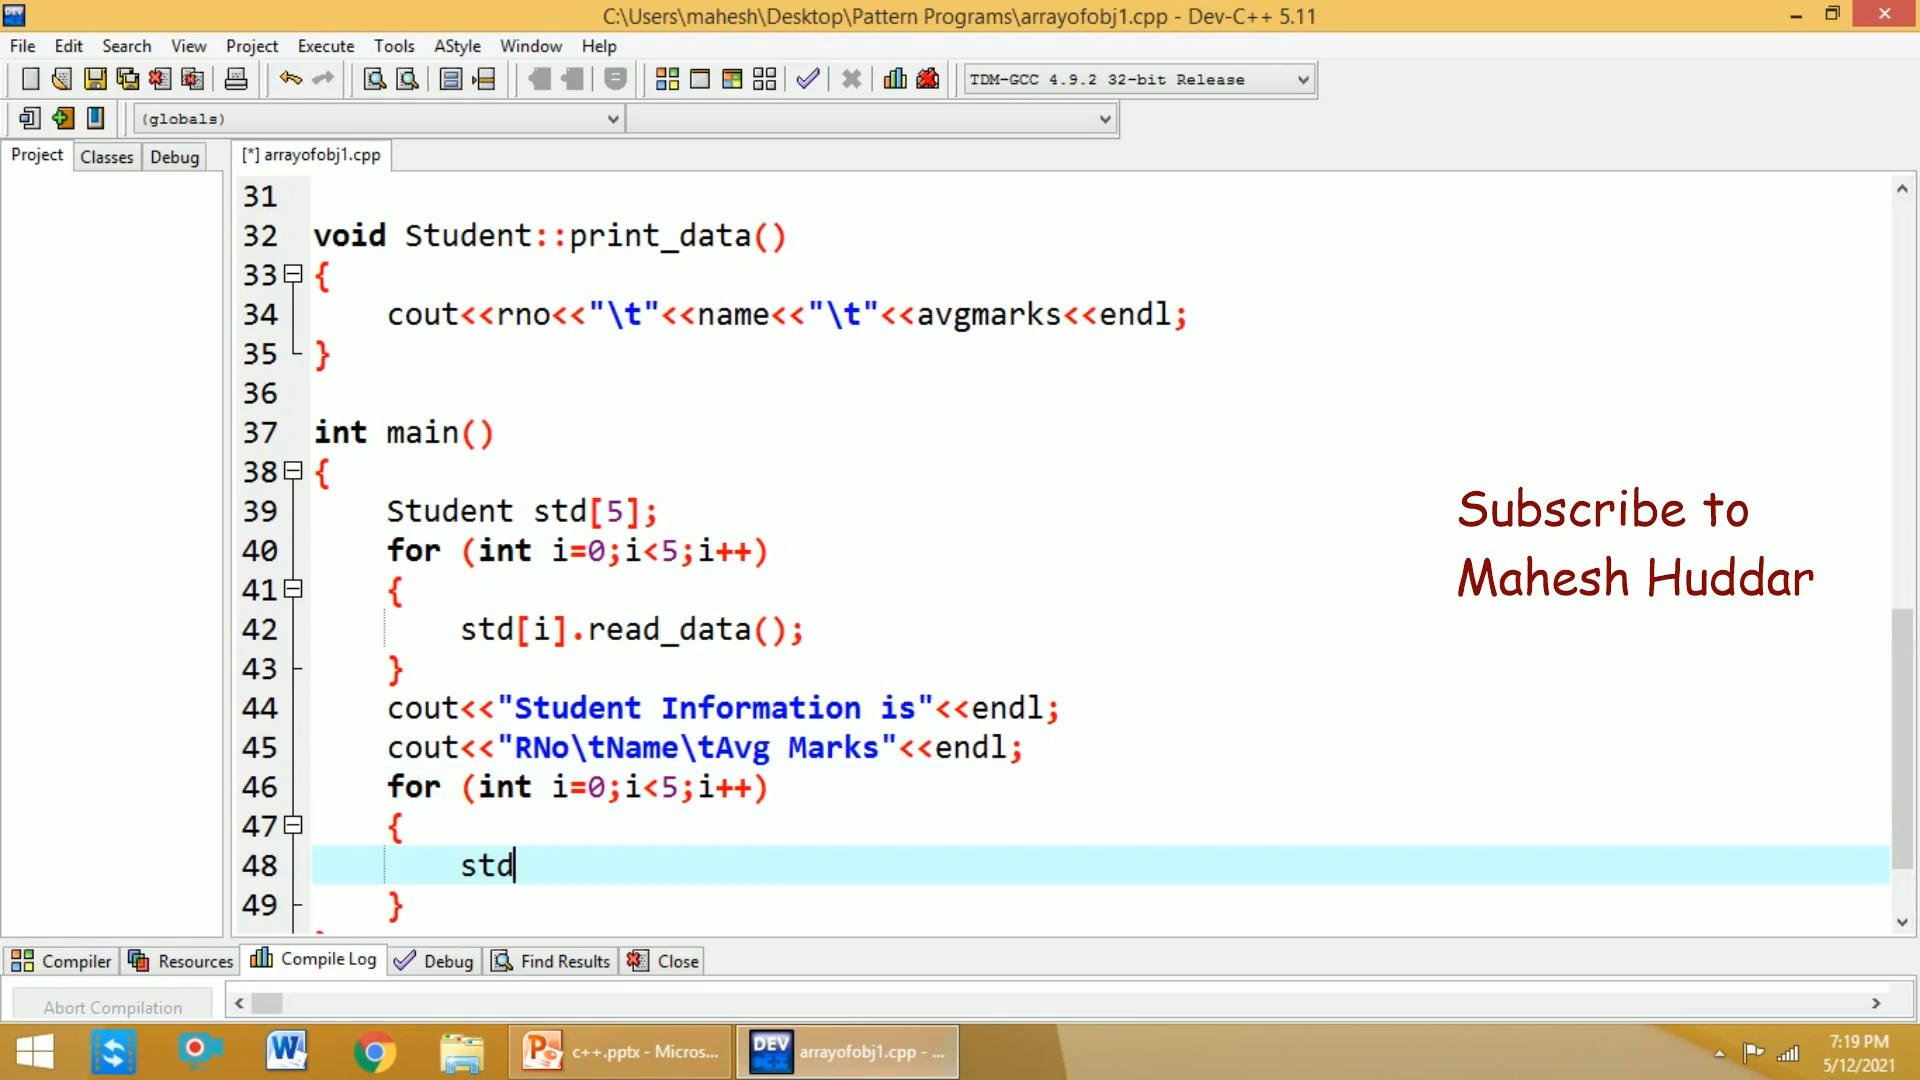 C:\Users\mahesh\Desktop\Pattern Programs\arrayofobj1.cpp - Dev-C++ 5.11
File Edit Search View Project Execute Tools AStyle Window Help
TDM-GCC 4.9.2 32-bit Release
(globals)
Project Classes Debug
[*] arrayofobj1.cpp
31
32 void Student::print_data()
33 {
34 cout<<rno<<"\t"<<name<<"\t"<<avgmarks<<endl;
35 }
36
37 int main()
38 {
39 Student std[5];
40 for (int i=0;i<5;i++)
41 {
42 std[i].read_data();
43 }
44 cout<<"Student Information is"<<endl;
45 cout<<"RNo\tName\tAvg Marks"<<endl;
46 for (int i=0;i<5;i++)
47 {
48 std
49 }
Subscribe to
Mahesh Huddar
Compiler Resources Compile Log Debug Find Results Close
Abort Compilation
c++.pptx - Micros...
DEV
arrayofobj1.cpp - ...
7:19 PM
5/12/2021